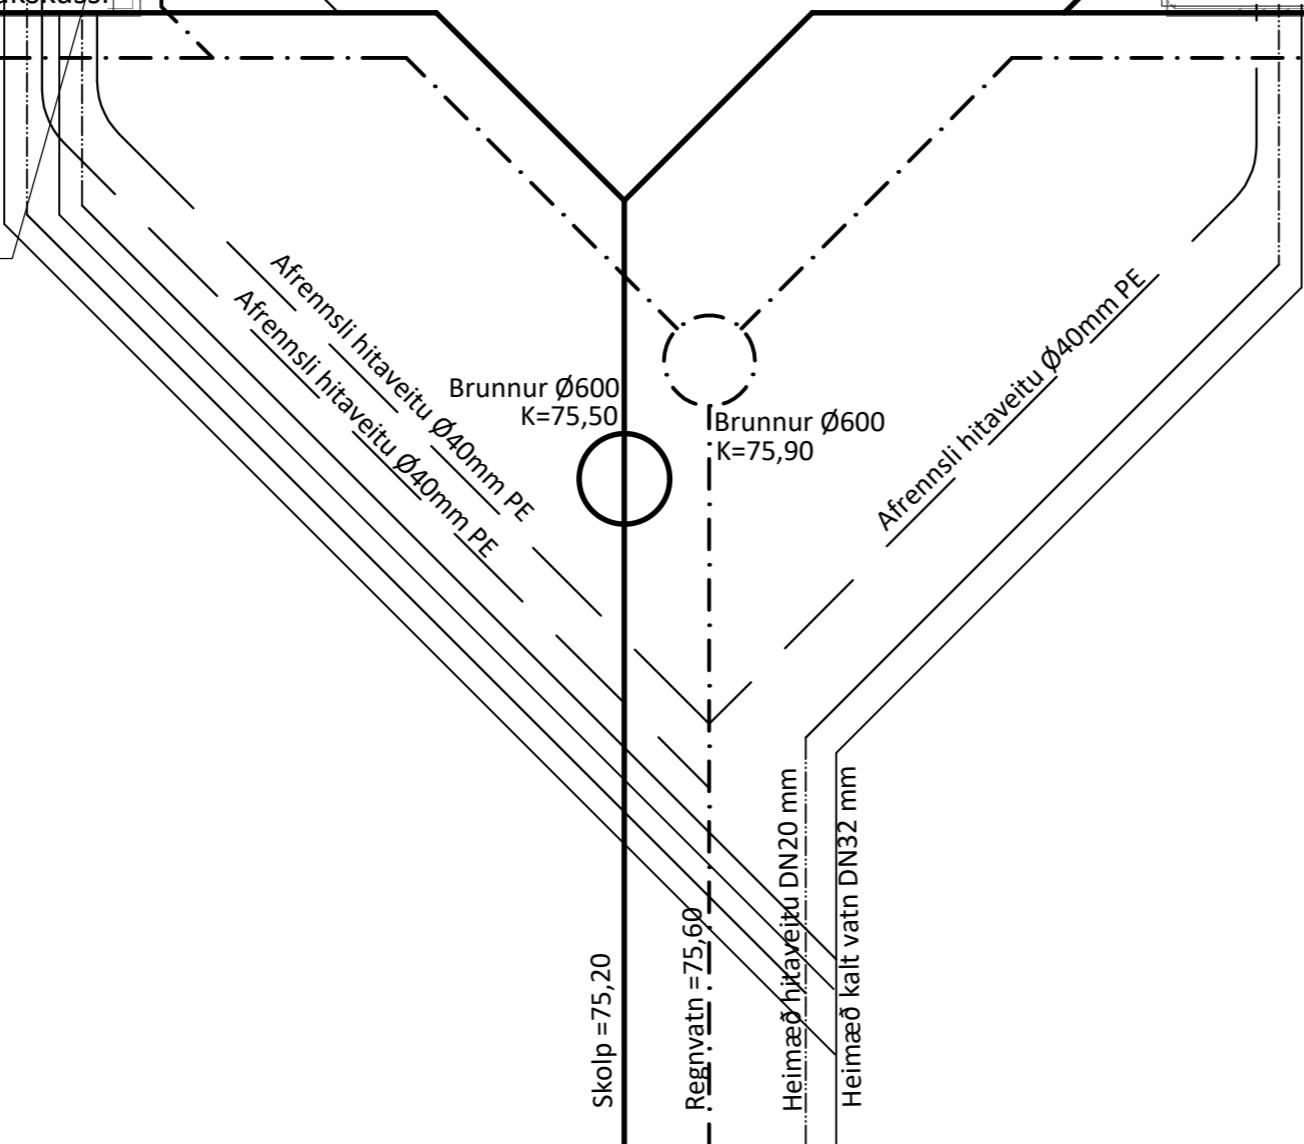 Afrennsli hitaveitu Ø40mm PE
Afrennsli hitaveitu Ø40mm PE
Brunnur Ø600
K=75,50
Brunnur Ø600
K=75,90
Afrennsli hitaveitu Ø40mm PE
Skolp =75,20
Regnvatn =75,60
Heimæð hitaveitu DN20 mm
Heimæð kalt vatn DN32 mm